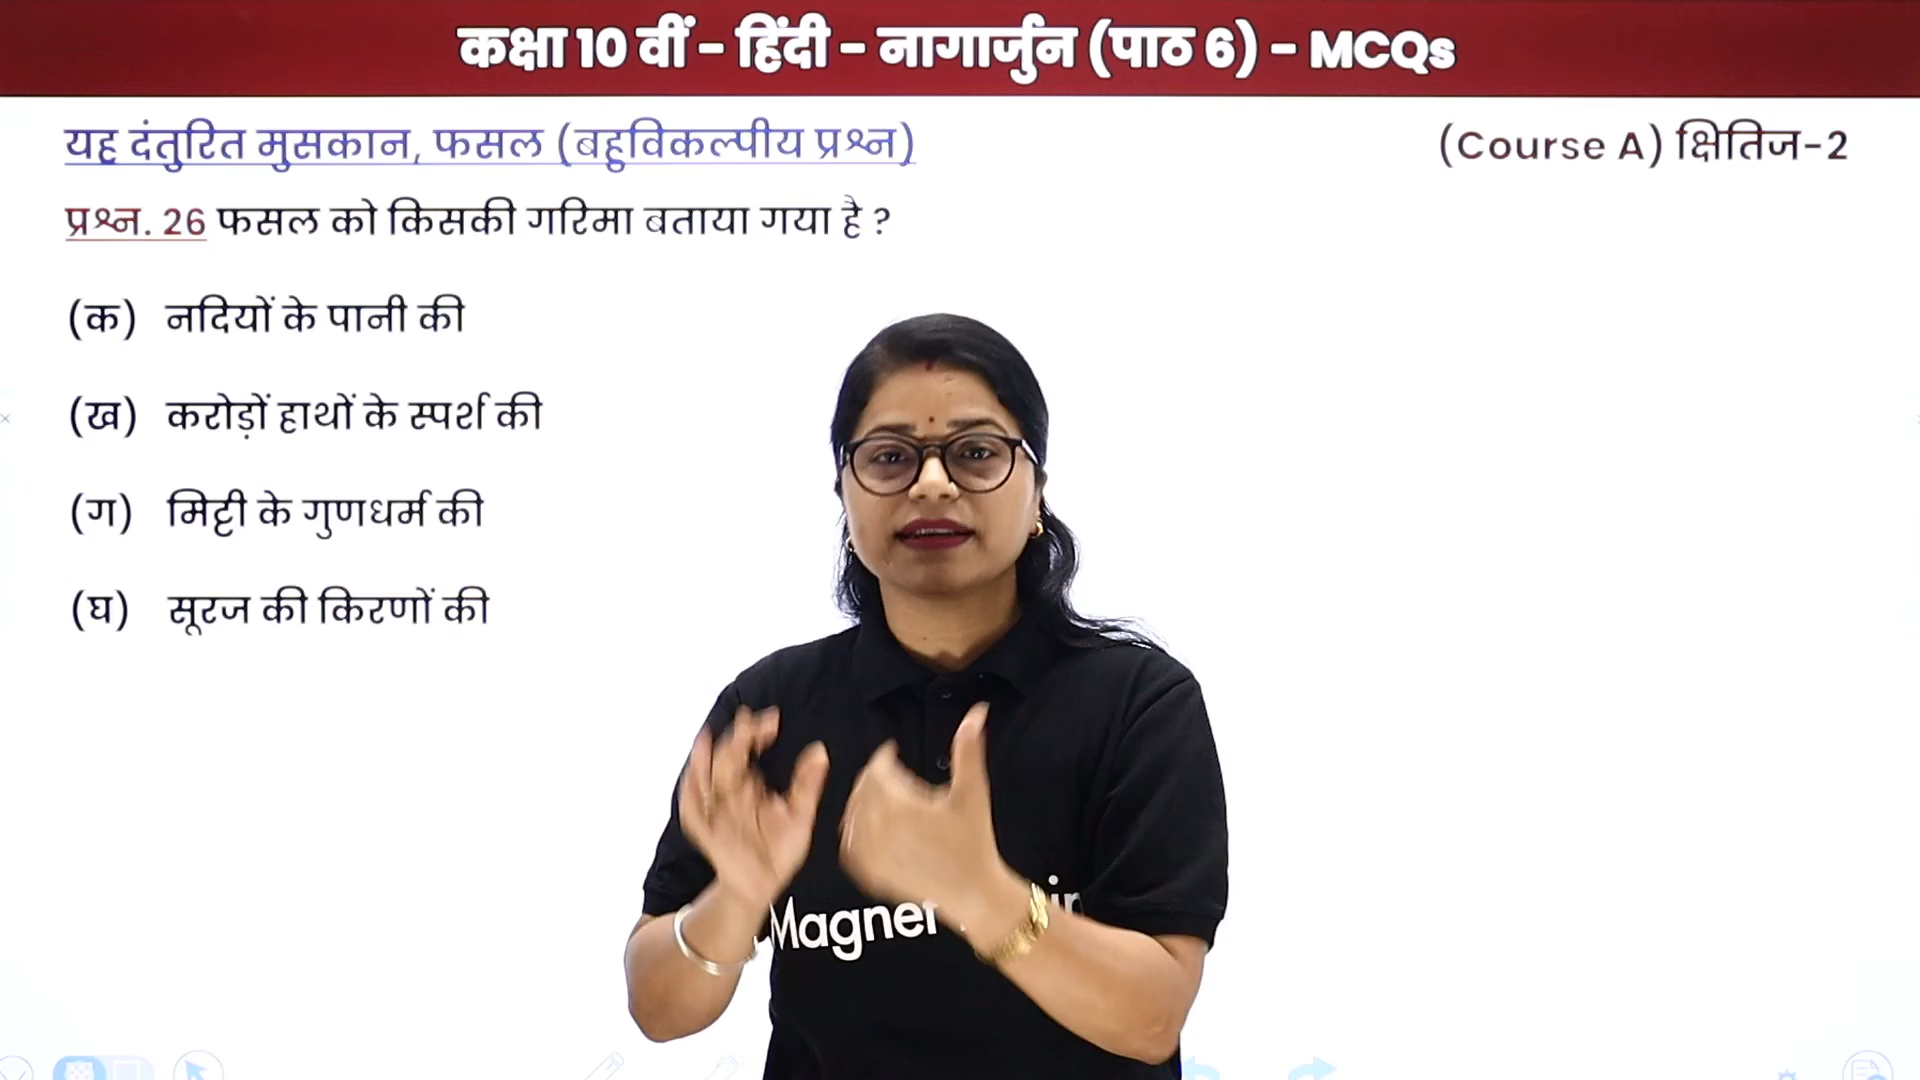 कक्षा 10 वीं - हिंदी - नागार्जुन (पाठ 6) - MCQs
यह दंतुरित मुसकान, फसल (बहुविकल्पीय प्रश्न)
(Course A) क्षितिज-2
प्रश्न. 26 फसल को किसकी गरिमा बताया गया है ?
(क) नदियों के पानी की
(ख) करोड़ों हाथों के स्पर्श की
(ग) मिट्टी के गुणधर्म की
(घ) सूरज की किरणों की
Magnet